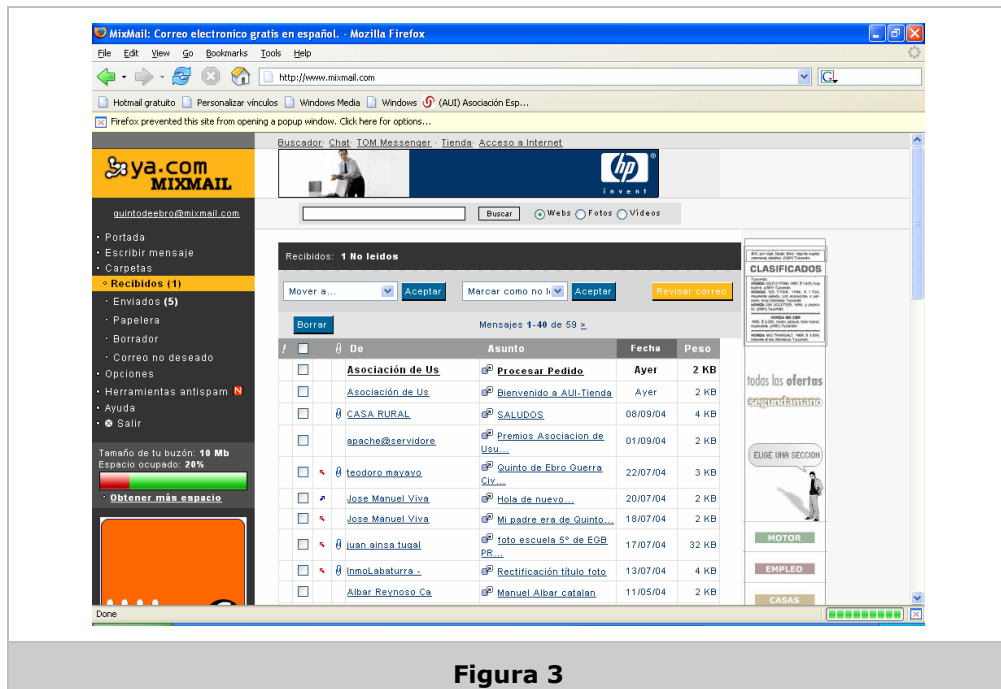 MixMail: Correo electronico gratis en español. - Mozilla Firefox
File Edit View Go Bookmarks Tools Help
http://www.mixmail.com
G
Hotmail gratuito Personalizar vínculos Windows Media Windows (AUI) Asociación Esp...
Firefox prevented this site from opening a popup window. Click here for options...
Buscador· Chat· TOM Messenger · Tienda· Acceso a Internet
ya.com
MIXMAIL
hp
invent
quintodeebro@mixmail.com
Buscar Webs Fotos Vídeos
· Portada
· Escribir mensaje
· Carpetas
Recibidos (1)
· Enviados (5)
· Papelera
· Borrador
· Correo no deseado
· Opciones
· Herramientas antispam N
· Ayuda
· Salir
Tamaño de tu buzón: 10 Mb
Espacio ocupado: 20%
· Obtener más espacio
Recibidos: 1 No leidos
Mover a... Aceptar Marcar como no l Aceptar Revisar correo
Borrar Mensajes 1-40 de 59 >
! De Asunto Fecha Peso
Asociación de Us Procesar Pedido Ayer 2 KB
Asociación de Us Bienvenido a AUI-Tienda Ayer 2 KB
CASA RURAL SALUDOS 08/09/04 4 KB
apache@servidore Premios Asociacion de Usu... 01/09/04 2 KB
teodoro mayayo Quinto de Ebro Guerra Civ... 22/07/04 3 KB
Jose Manuel Viva Hola de nuevo... 20/07/04 2 KB
Jose Manuel Viva Mi padre era de Quinto... 18/07/04 2 KB
juan ainsa tugal foto escuela 5º de EGB PR... 17/07/04 32 KB
InmoLabaturra - Rectificación título foto 13/07/04 4 KB
Albar Reynoso Ca Manuel Albar catalan 11/05/04 2 KB
CLASIFICADOS
todas las ofertas
segundamano
ELIGE UNA SECCION
MOTOR
EMPLEO
CASAS
Done
Figura 3